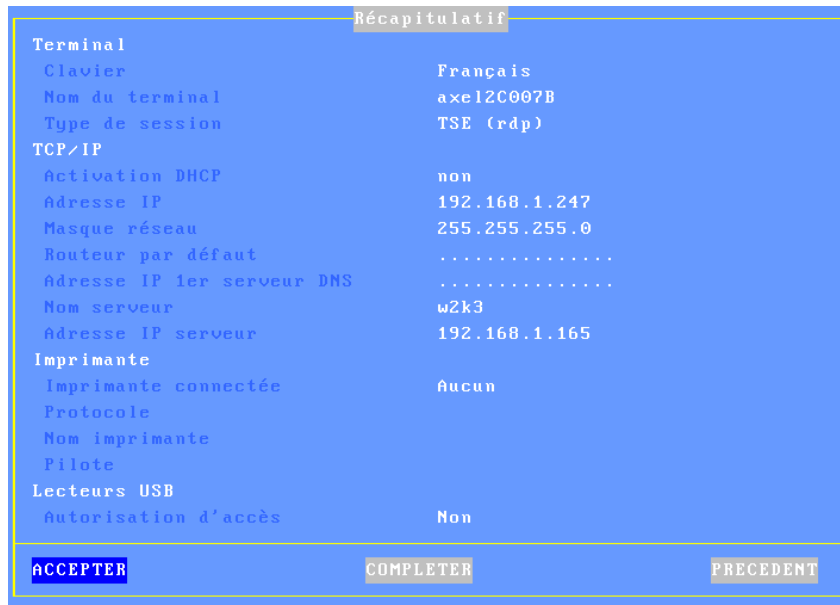 Récapitulatif
Terminal
Clavier Français
Nom du terminal axel2C007B
Type de session TSE (rdp)
TCP/IP
Activation DHCP non
Adresse IP 192.168.1.247
Masque réseau 255.255.255.0
Routeur par défaut ...............
Adresse IP 1er serveur DNS ...............
Nom serveur w2k3
Adresse IP serveur 192.168.1.165
Imprimante
Imprimante connectée Aucun
Protocole
Nom imprimante
Pilote
Lecteurs USB
Autorisation d'accès Non
ACCEPTER COMPLETER PRECEDENT